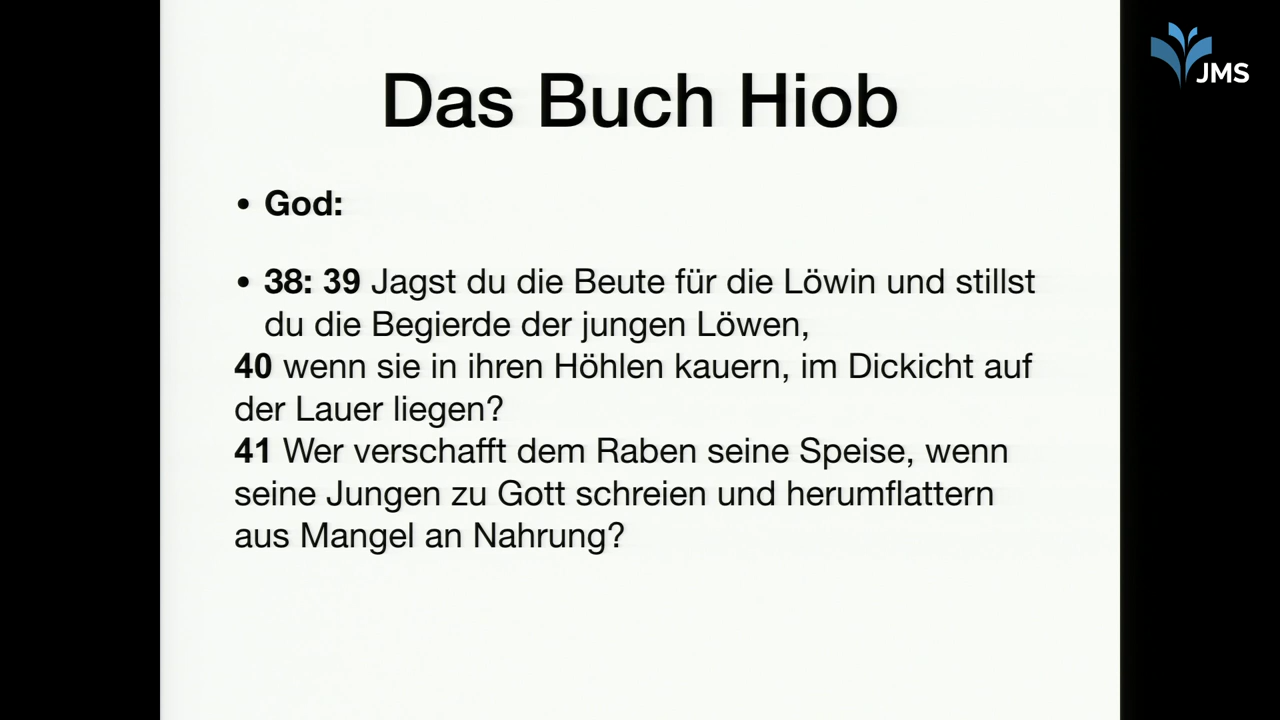 JMS
Das Buch Hiob
• God:
• 38: 39 Jagst du die Beute für die Löwin und stillst
du die Begierde der jungen Löwen,
40 wenn sie in ihren Höhlen kauern, im Dickicht auf
der Lauer liegen?
41 Wer verschafft dem Raben seine Speise, wenn
seine Jungen zu Gott schreien und herumflattern
aus Mangel an Nahrung?